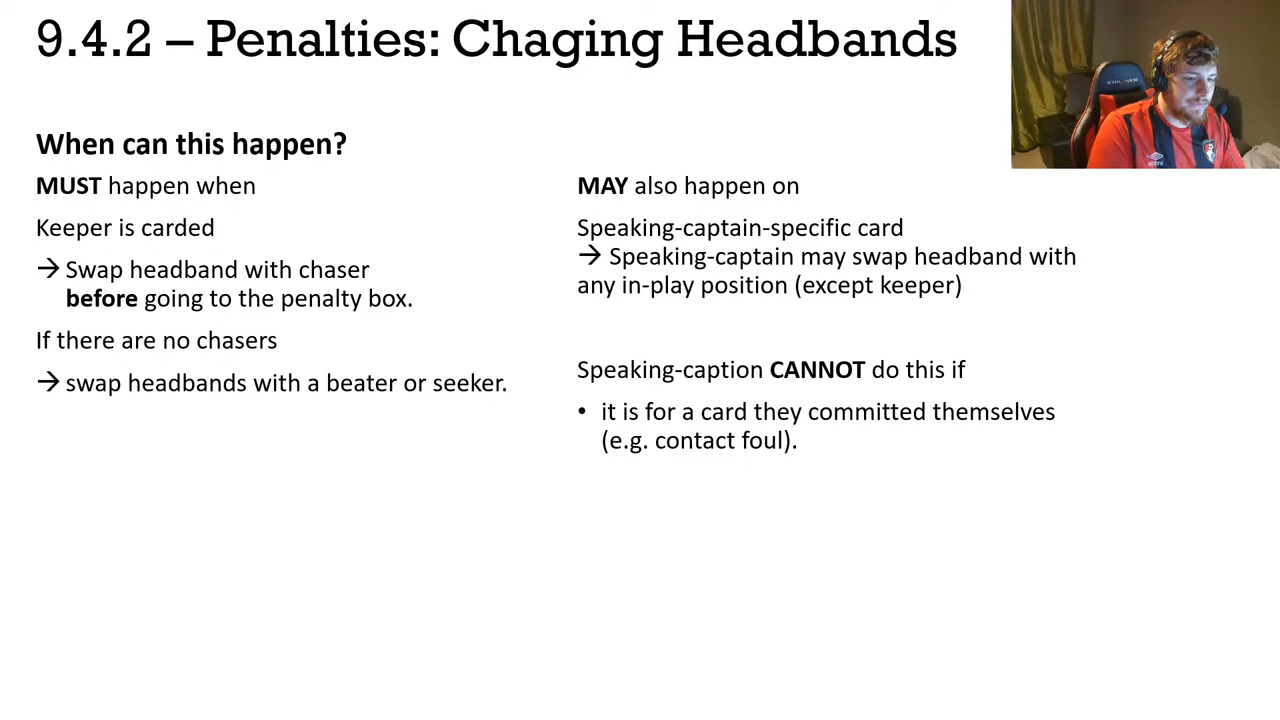 9.4.2 – Penalties: Chaging Headbands
When can this happen?
MUST happen when
Keeper is carded
→ Swap headband with chaser
before going to the penalty box.
If there are no chasers
→ swap headbands with a beater or seeker.
MAY also happen on
Speaking-captain-specific card
→ Speaking-captain may swap headband with
any in-play position (except keeper)
Speaking-caption CANNOT do this if
• it is for a card they committed themselves
(e.g. contact foul).
umbro